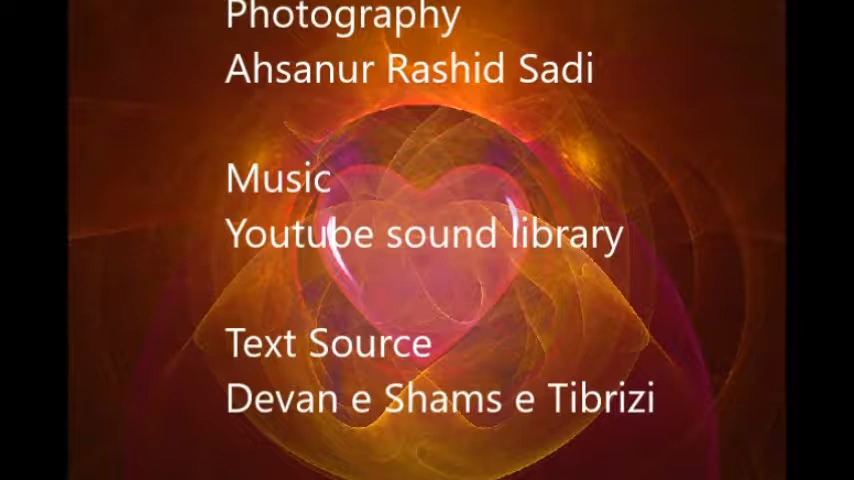 Photography
Ahsanur Rashid Sadi
Music
Youtube sound library
Text Source
Devan e Shams e Tibrizi